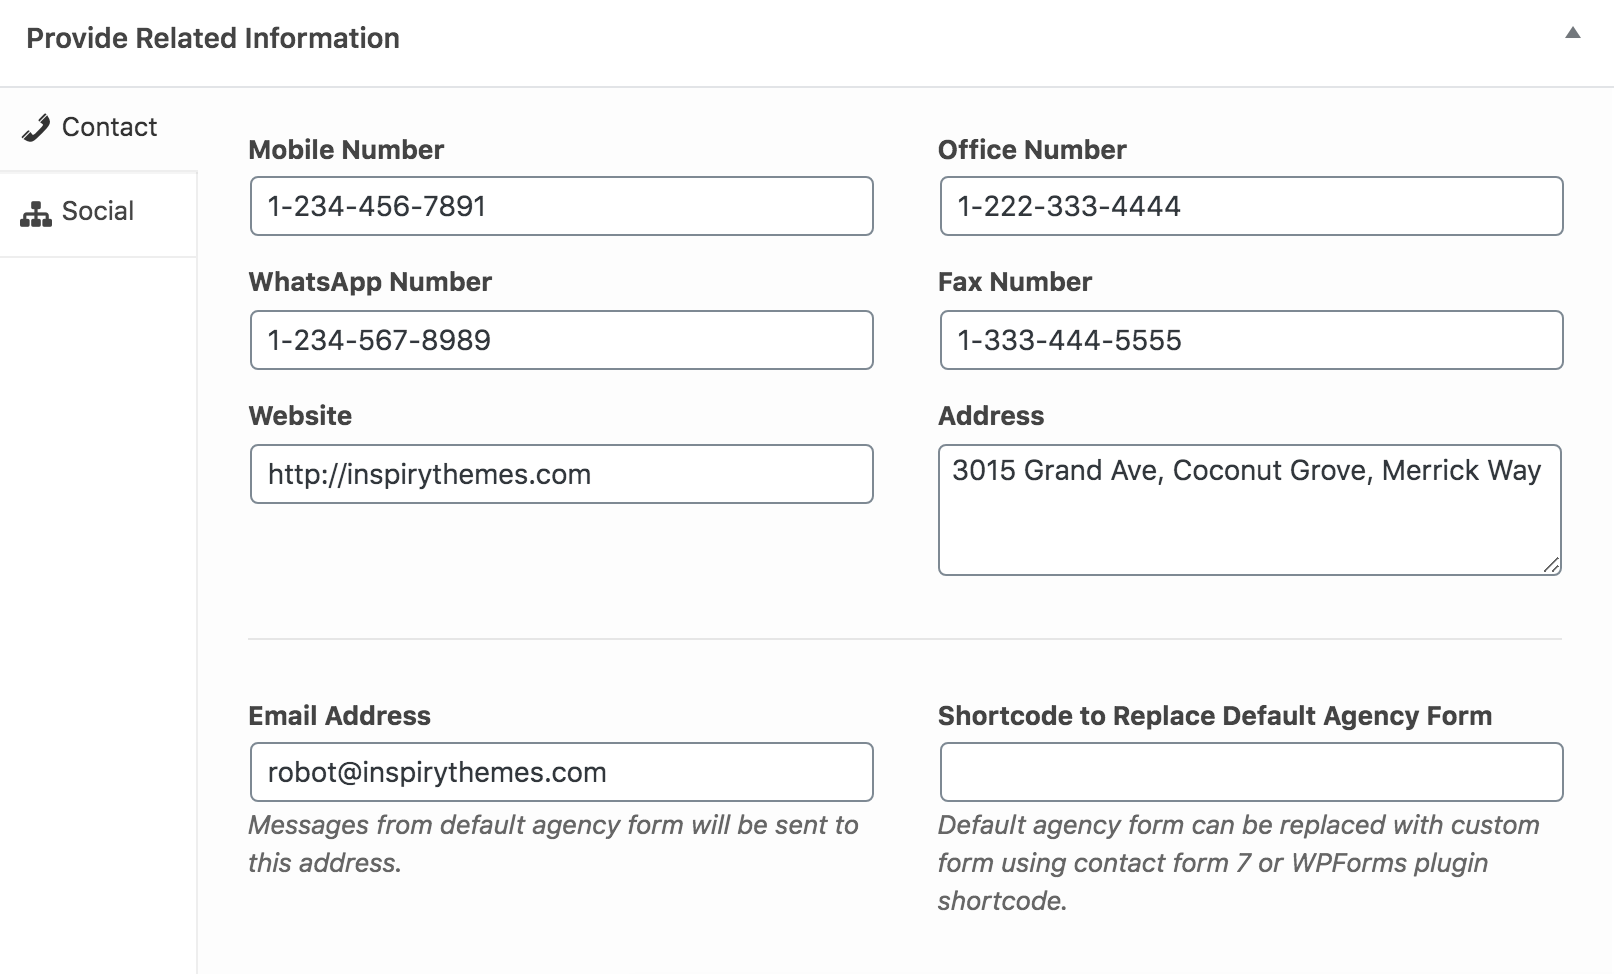 Provide Related Information
Contact
Social
Mobile Number
1-234-456-7891
Office Number
1-222-333-4444
WhatsApp Number
1-234-567-8989
Fax Number
1-333-444-5555
Website
http://inspirythemes.com
Address
3015 Grand Ave, Coconut Grove, Merrick Way
Email Address
robot@inspirythemes.com
Messages from default agency form will be sent to
this address.
Shortcode to Replace Default Agency Form
Default agency form can be replaced with custom
form using contact form 7 or WPForms plugin
shortcode.